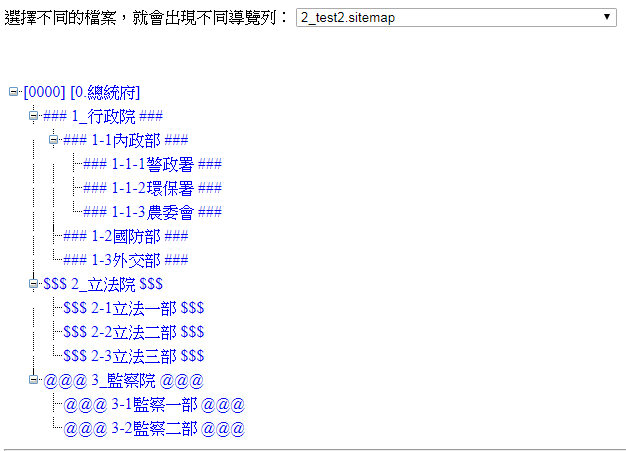 選擇不同的檔案，就會出現不同導覽列： 2_test2.sitemap
[0000] [0.總統府]
### 1_行政院 ###
### 1-1內政部 ###
### 1-1-1警政署 ###
### 1-1-2環保署 ###
### 1-1-3農委會 ###
### 1-2國防部 ###
### 1-3外交部 ###
$$$ 2_立法院 $$$
$$$ 2-1立法一部 $$$
$$$ 2-2立法二部 $$$
$$$ 2-3立法三部 $$$
@@@ 3_監察院 @@@
@@@ 3-1監察一部 @@@
@@@ 3-2監察二部 @@@